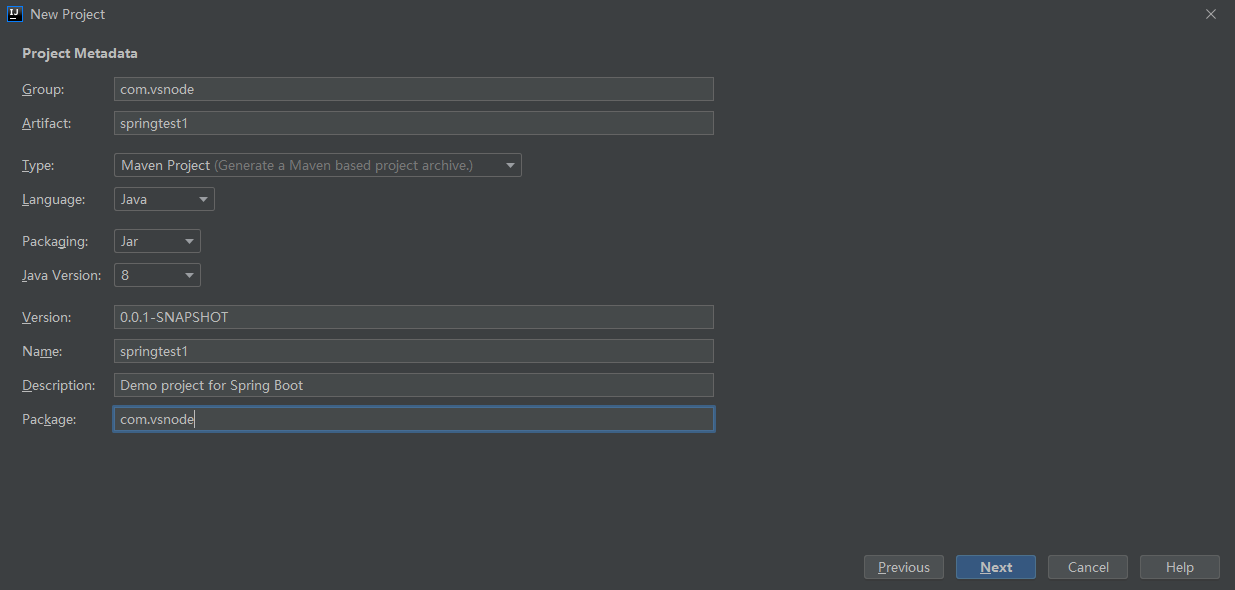 IJ New Project
Project Metadata
Group: com.vsnode
Artifact: springtest1
Type: Maven Project (Generate a Maven based project archive.)
Language: Java
Packaging: Jar
Java Version: 8
Version: 0.0.1-SNAPSHOT
Name: springtest1
Description: Demo project for Spring Boot
Package: com.vsnode
Previous Next Cancel Help